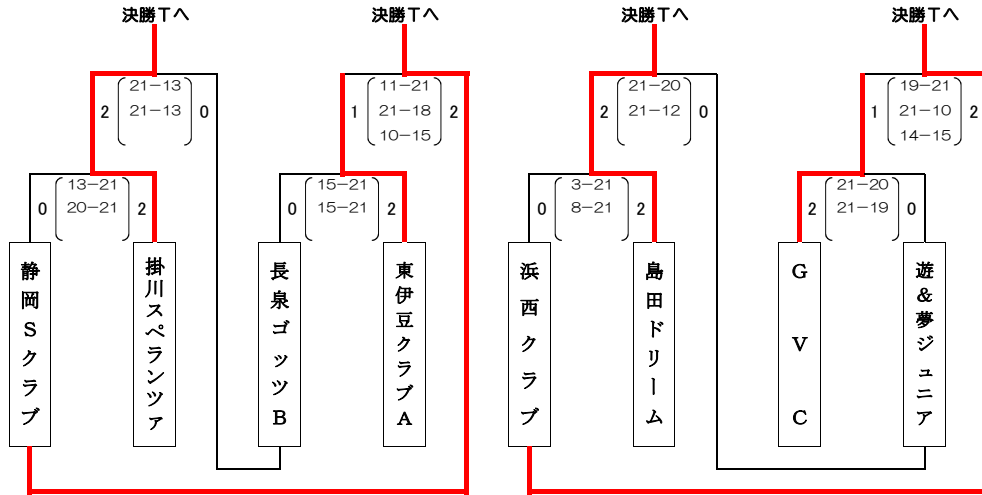 決勝Tへ
決勝Tへ
決勝Tへ
決勝Tへ
2
21-13
21-13
0
1
11-21
21-18
10-15
2
2
21-20
21-12
0
1
19-21
21-10
14-15
2
0
13-21
20-21
2
0
15-21
15-21
2
0
3-21
8-21
2
2
21-20
21-19
0
静岡Sクラブ
掛川スペランツァ
長泉ゴッツB
東伊豆クラブA
浜西クラブ
島田ドリーム
GVC
遊&夢ジュニア